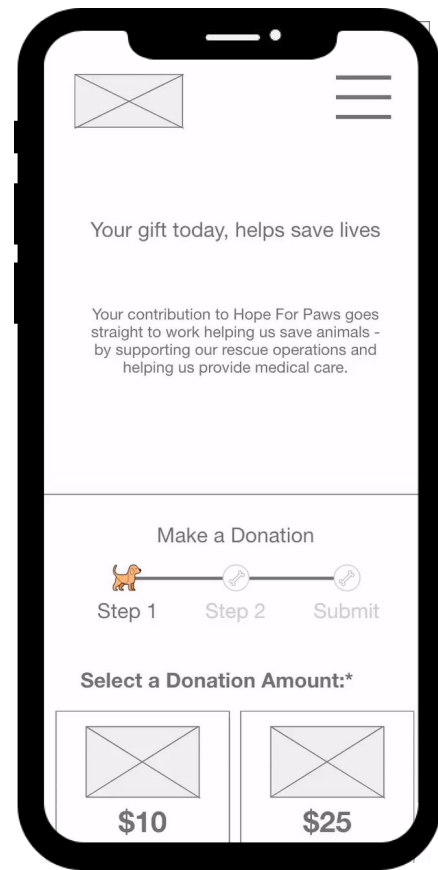 Your gift today, helps save lives
Your contribution to Hope For Paws goes
straight to work helping us save animals -
by supporting our rescue operations and
helping us provide medical care.
Make a Donation
Step 1 Step 2 Submit
Select a Donation Amount:*
$10 $25